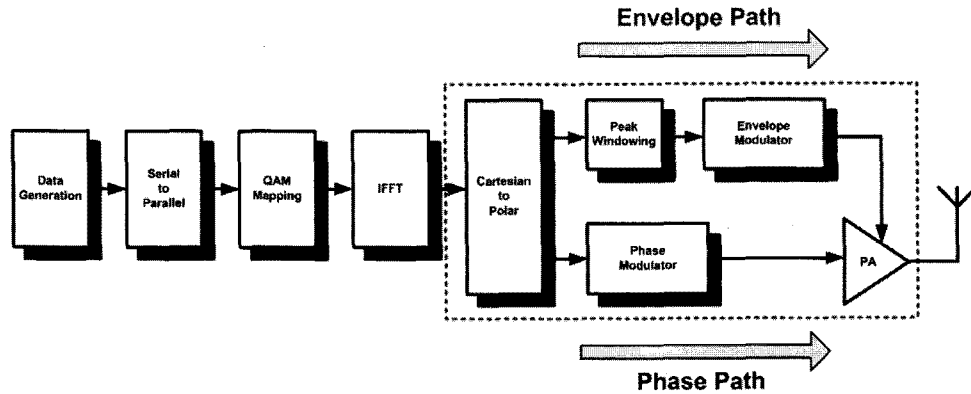 Envelope Path
Data
Generation
Serial
to
Parallel
QAM
Mapping
IFFT
Cartesian
to
Polar
Peak
Windowing
Envelope
Modulator
Phase
Modulator
PA
Phase Path